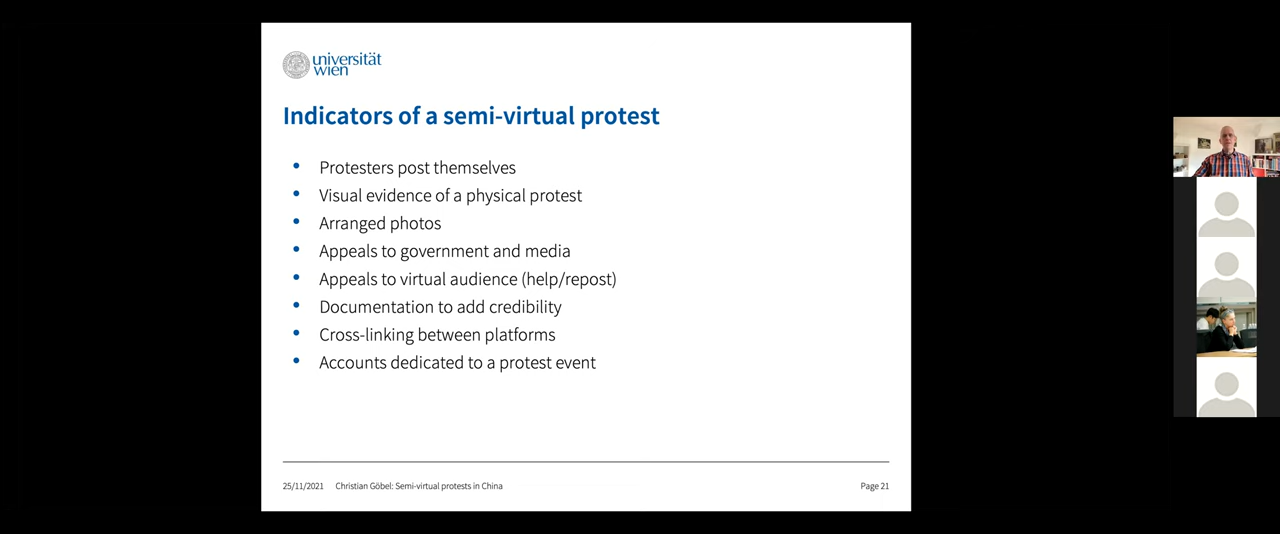 universität
wien
Indicators of a semi-virtual protest
• Protesters post themselves
• Visual evidence of a physical protest
• Arranged photos
• Appeals to government and media
• Appeals to virtual audience (help/repost)
• Documentation to add credibility
• Cross-linking between platforms
• Accounts dedicated to a protest event
25/11/2021 Christian Göbel: Semi-virtual protests in China Page 21